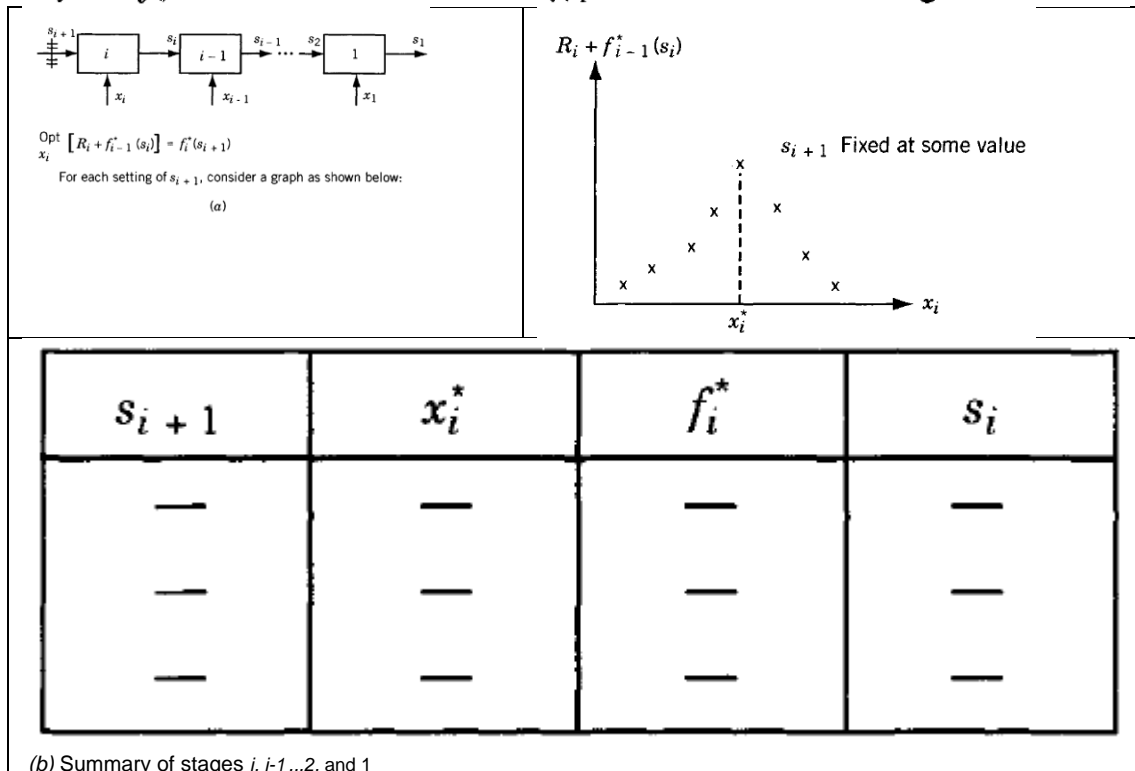 s_{i+1} s_i s_{i-1} s_2 s_1
i i-1 ... 1
x_i x_{i-1} x_1
Opt [R_i + f*_{i-1}(s_i)] = f*_i(s_{i+1})
x_i
For each setting of s_{i+1}, consider a graph as shown below:
(a)
R_i + f*_{i-1}(s_i)
s_{i+1} Fixed at some value
x_i
x*_i
s_{i+1} x*_i f*_i s_i
(b) Summary of stages i, i-1 ...2, and 1